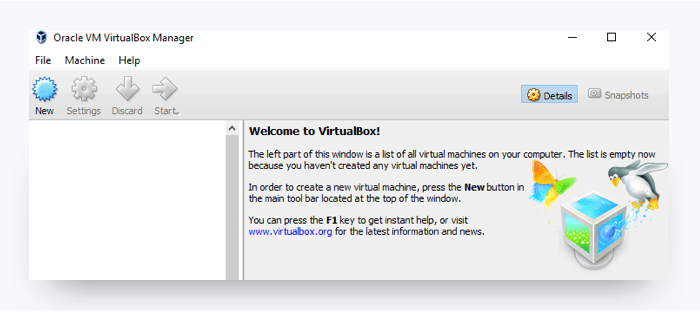 Oracle VM VirtualBox Manager
File Machine Help
New Settings Discard Start
Details Snapshots
Welcome to VirtualBox!
The left part of this window is a list of all virtual machines on your computer. The list is empty now
because you haven't created any virtual machines yet.
In order to create a new virtual machine, press the New button in
the main tool bar located at the top of the window.
You can press the F1 key to get instant help, or visit
www.virtualbox.org for the latest information and news.